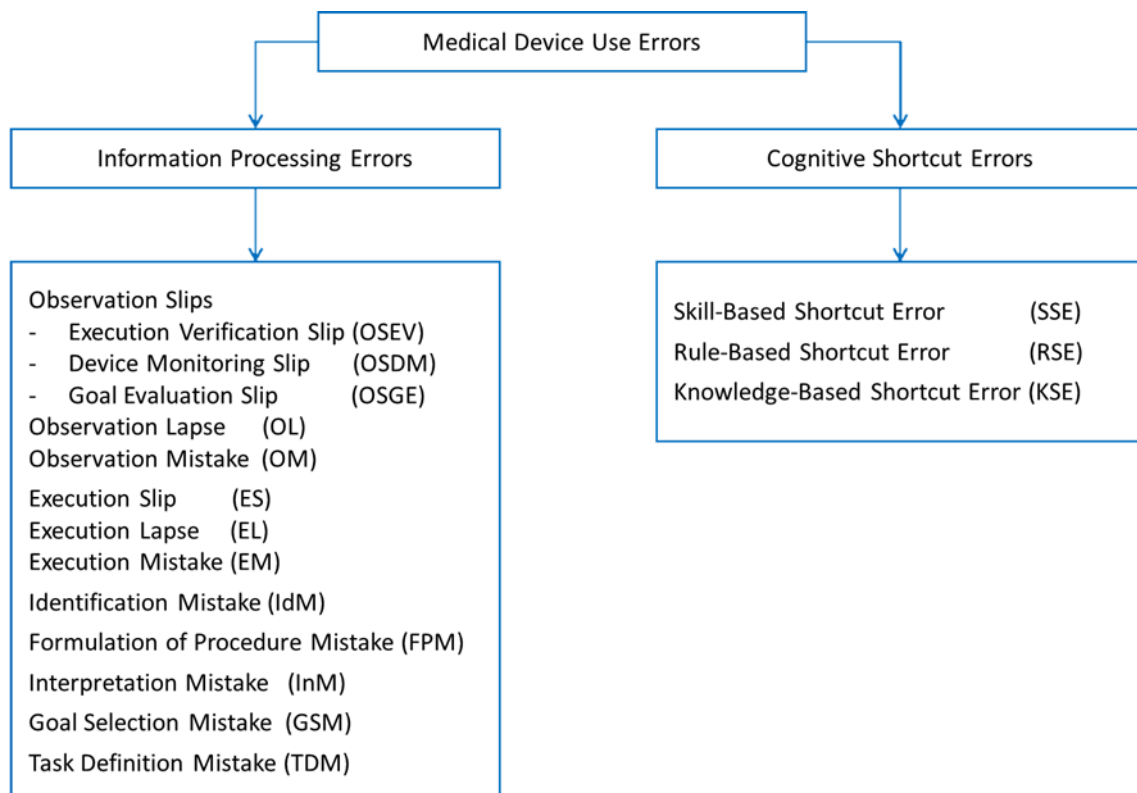 Medical Device Use Errors
Information Processing Errors
Cognitive Shortcut Errors
Observation Slips
- Execution Verification Slip (OSEV)
- Device Monitoring Slip (OSDM)
- Goal Evaluation Slip (OSGE)
Observation Lapse (OL)
Observation Mistake (OM)
Execution Slip (ES)
Execution Lapse (EL)
Execution Mistake (EM)
Identification Mistake (IdM)
Formulation of Procedure Mistake (FPM)
Interpretation Mistake (InM)
Goal Selection Mistake (GSM)
Task Definition Mistake (TDM)
Skill-Based Shortcut Error (SSE)
Rule-Based Shortcut Error (RSE)
Knowledge-Based Shortcut Error (KSE)